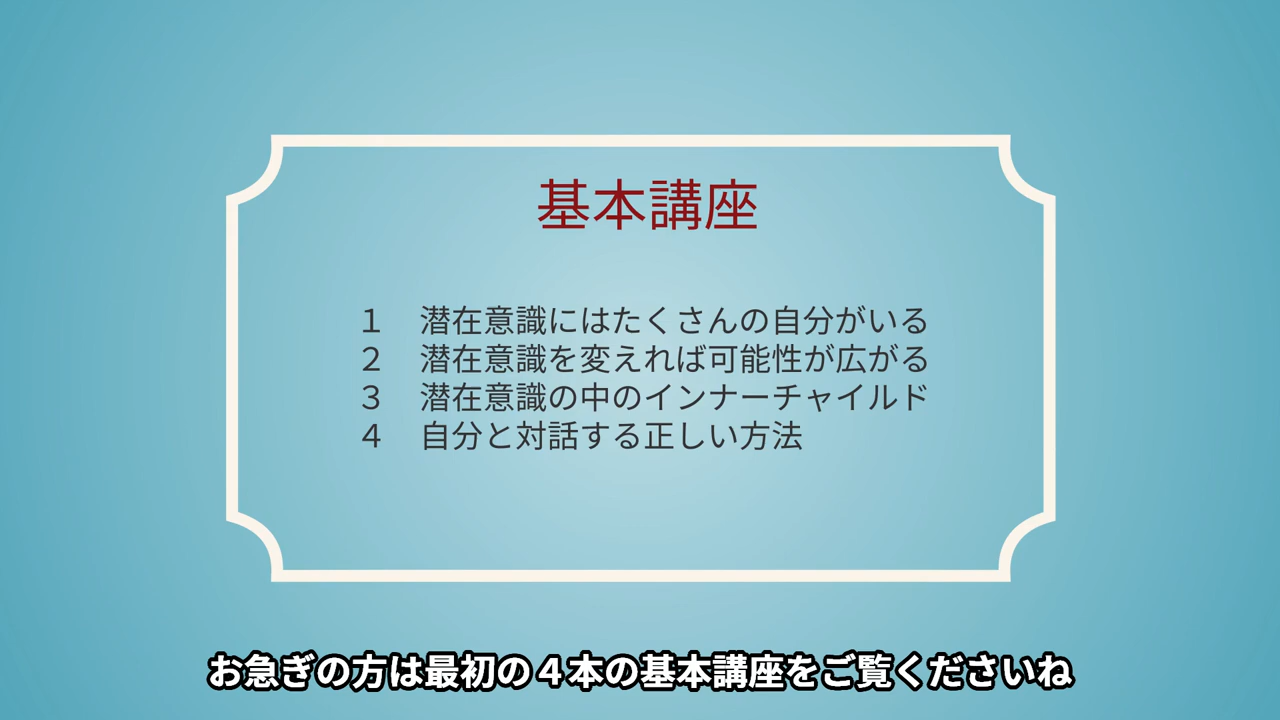 基本講座
１　潜在意識にはたくさんの自分がいる
２　潜在意識を変えれば可能性が広がる
３　潜在意識の中のインナーチャイルド
４　自分と対話する正しい方法
お急ぎの方は最初の４本の基本講座をご覧くださいね